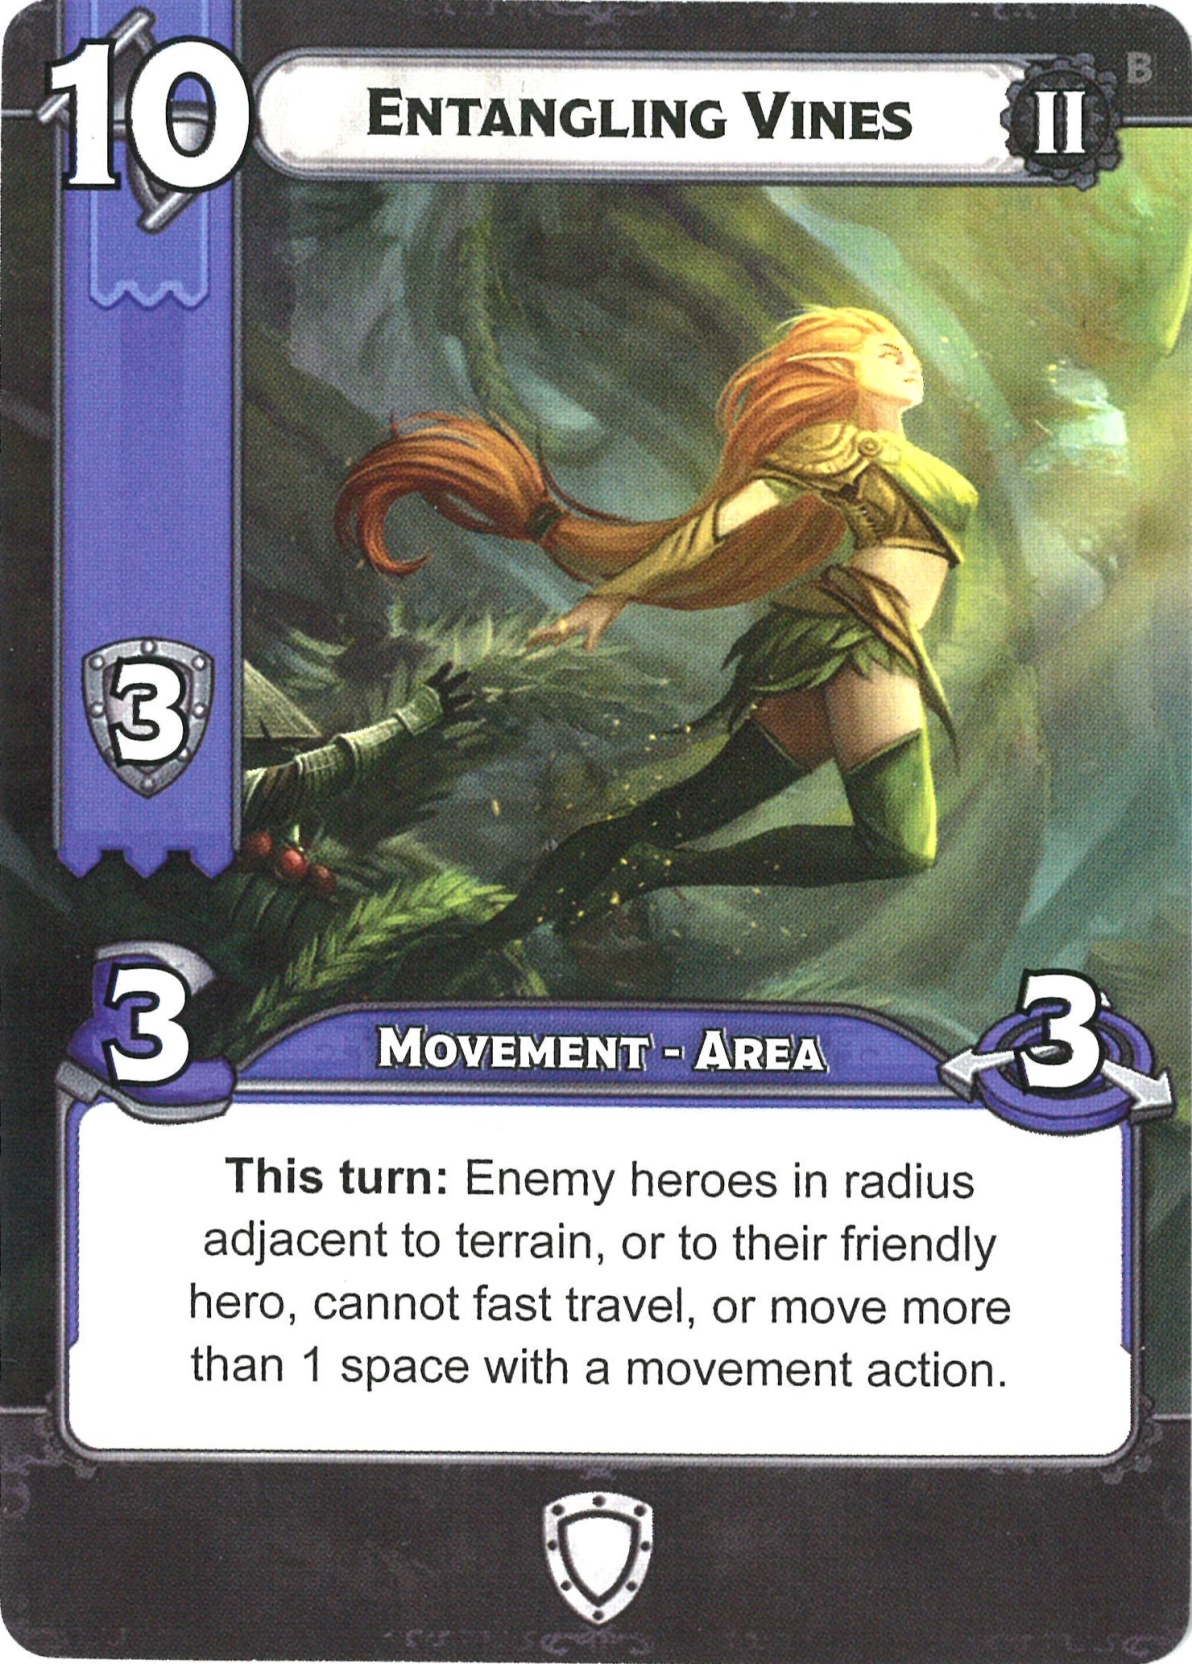 10
ENTANGLING VINES
II
B
3
3
MOVEMENT - AREA
3
This turn: Enemy heroes in radius
adjacent to terrain, or to their friendly
hero, cannot fast travel, or move more
than 1 space with a movement action.